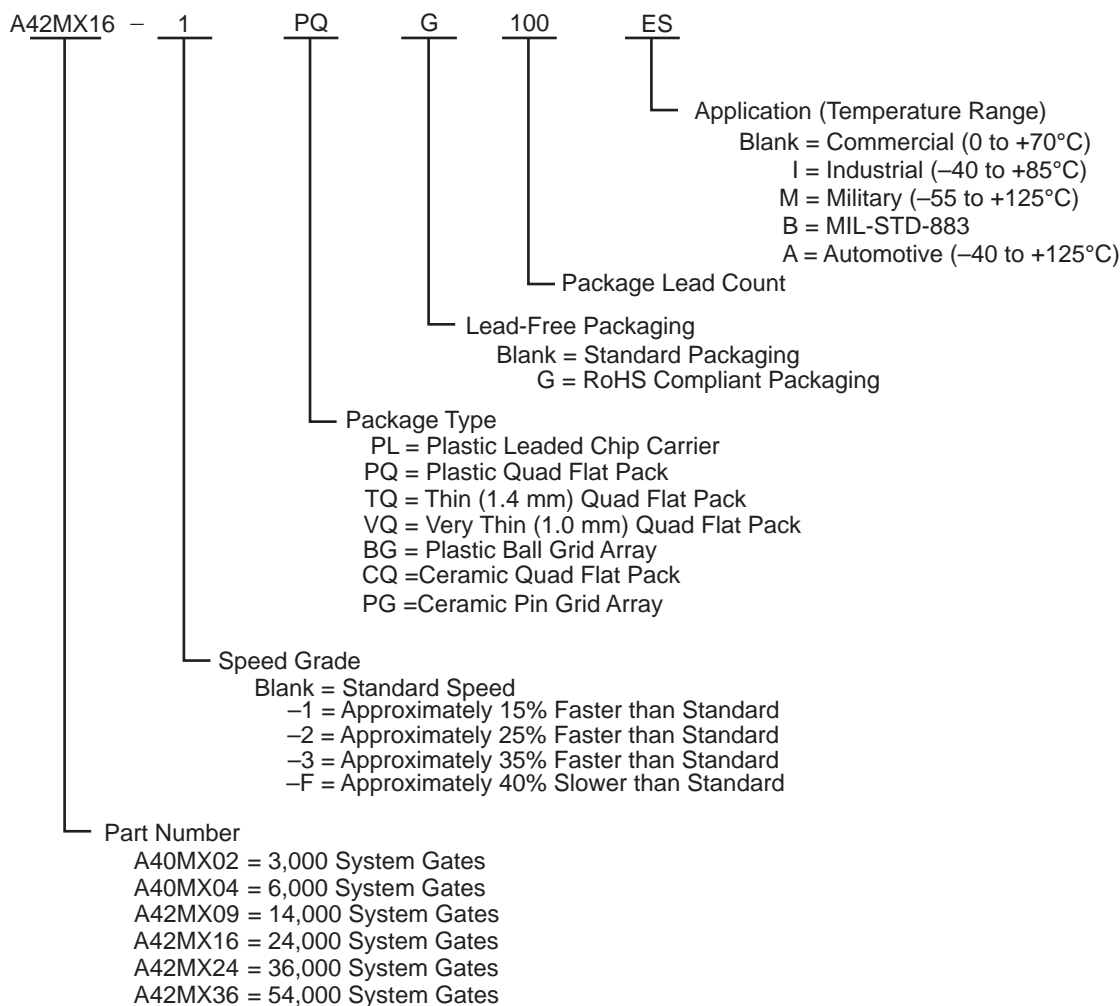 A42MX16 – 1 PQ G 100 ES
Application (Temperature Range)
Blank = Commercial (0 to +70°C)
I = Industrial (–40 to +85°C)
M = Military (–55 to +125°C)
B = MIL-STD-883
A = Automotive (–40 to +125°C)
Package Lead Count
Lead-Free Packaging
Blank = Standard Packaging
G = RoHS Compliant Packaging
Package Type
PL = Plastic Leaded Chip Carrier
PQ = Plastic Quad Flat Pack
TQ = Thin (1.4 mm) Quad Flat Pack
VQ = Very Thin (1.0 mm) Quad Flat Pack
BG = Plastic Ball Grid Array
CQ =Ceramic Quad Flat Pack
PG =Ceramic Pin Grid Array
Speed Grade
Blank = Standard Speed
–1 = Approximately 15% Faster than Standard
–2 = Approximately 25% Faster than Standard
–3 = Approximately 35% Faster than Standard
–F = Approximately 40% Slower than Standard
Part Number
A40MX02 = 3,000 System Gates
A40MX04 = 6,000 System Gates
A42MX09 = 14,000 System Gates
A42MX16 = 24,000 System Gates
A42MX24 = 36,000 System Gates
A42MX36 = 54,000 System Gates